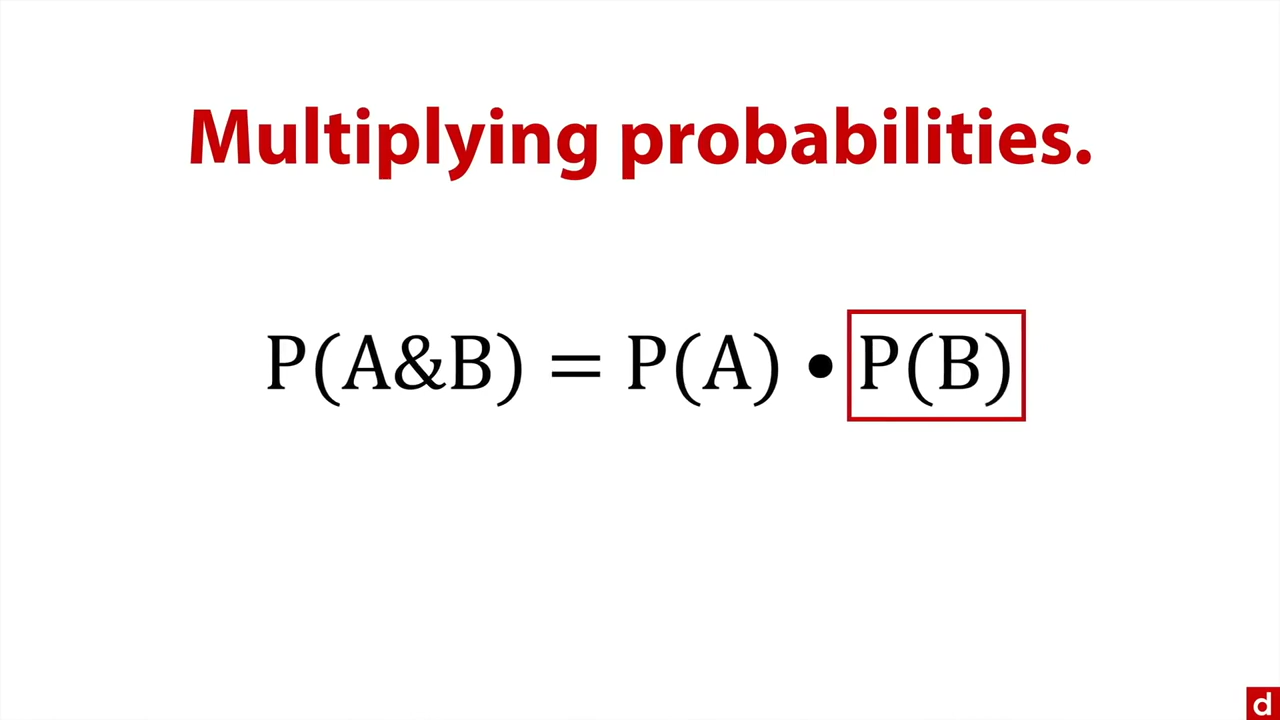 Multiplying probabilities.
P(A&B) = P(A) • P(B)
d